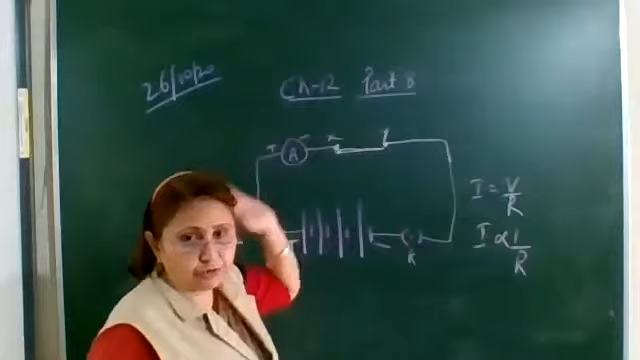 26/10/20
Ch-12 Part 8
A
I = V/R
I ∝ 1/R
K